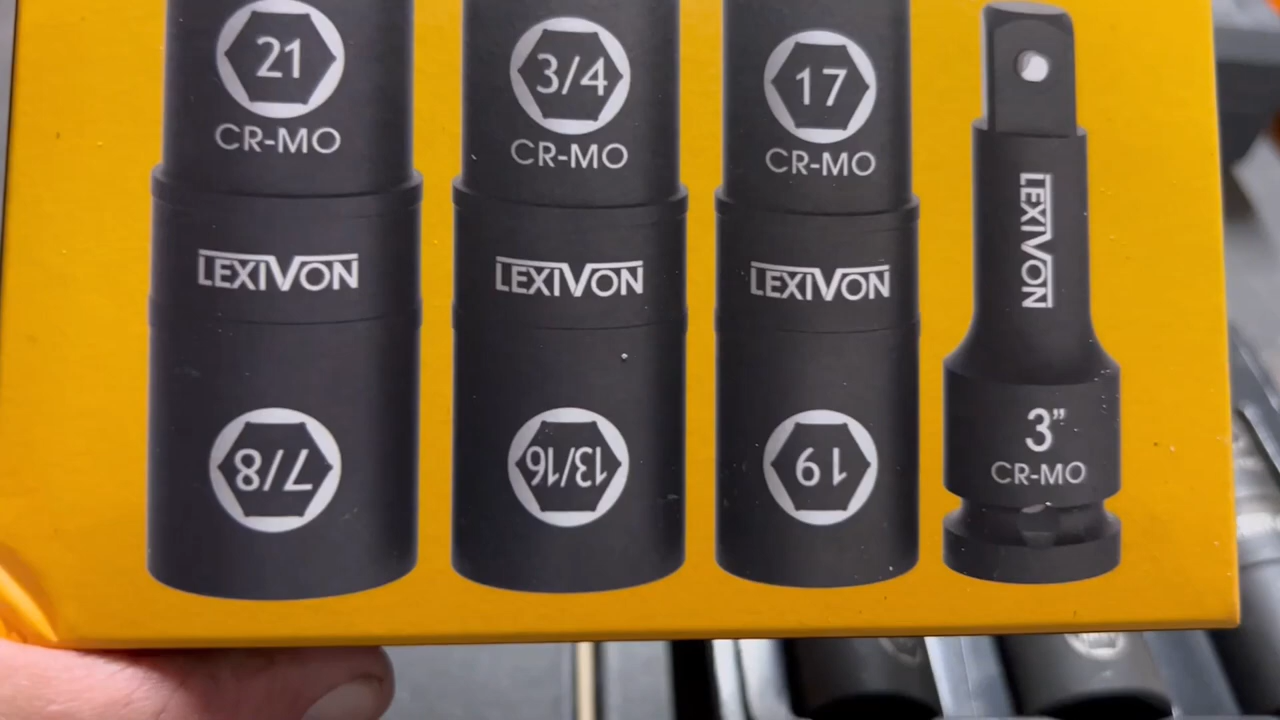 21
CR-MO
LEXIVON
7/8
3/4
CR-MO
LEXIVON
13/16
17
CR-MO
LEXIVON
19
LEXIVON
3”
CR-MO